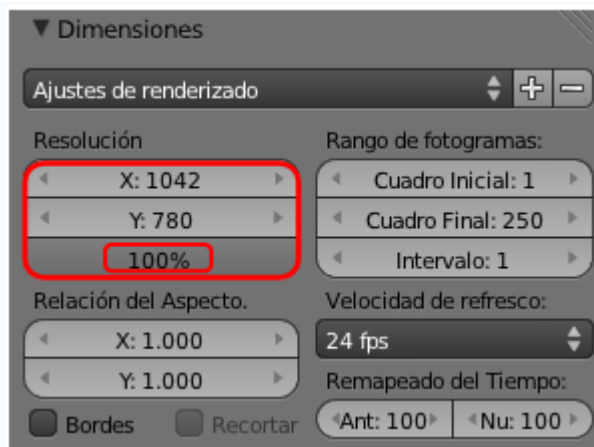 Dimensiones
Ajustes de renderizado
Resolución
X: 1042
Y: 780
100%
Relación del Aspecto.
X: 1.000
Y: 1.000
Bordes
Recortar
Rango de fotogramas:
Cuadro Inicial: 1
Cuadro Final: 250
Intervalo: 1
Velocidad de refresco:
24 fps
Remapeado del Tiempo:
Ant: 100
Nu: 100